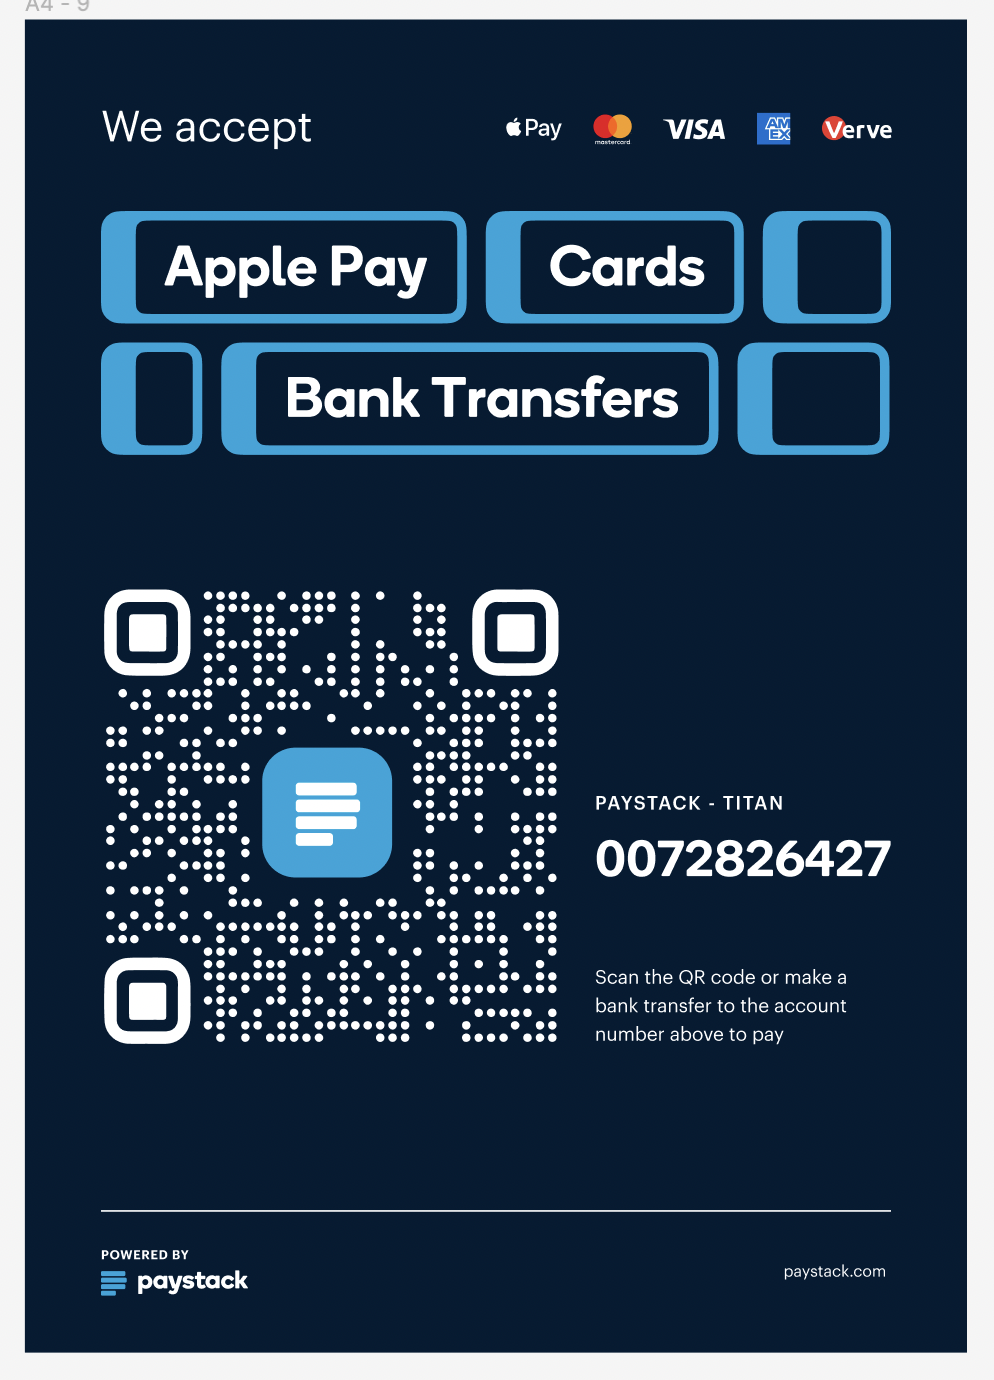 A4 - 9
We accept
Pay
mastercard
VISA
AM
EX
Verve
Apple Pay
Cards
Bank Transfers
PAYSTACK - TITAN
0072826427
Scan the QR code or make a
bank transfer to the account
number above to pay
POWERED BY
paystack
paystack.com